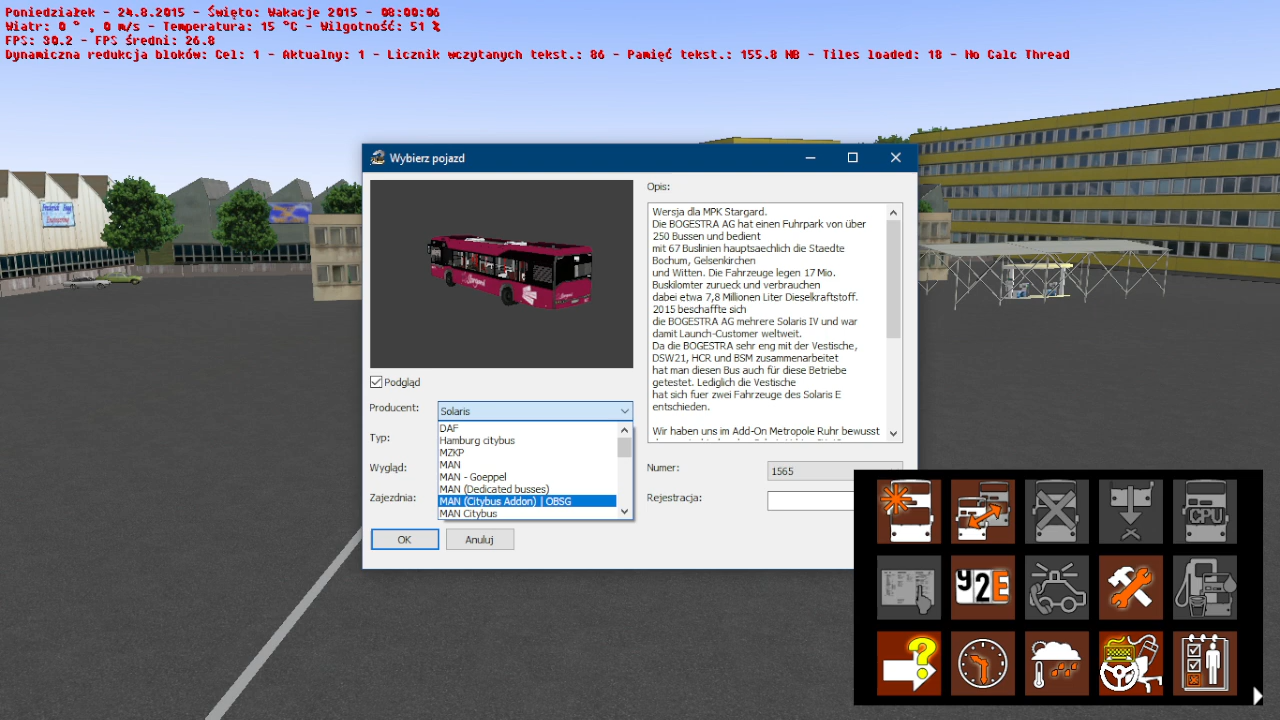 Poniedziałek - 24.8.2015 - Święto: Wakacje 2015 - 08:00:06
Wiatr: 0 ° , 0 m/s - Temperatura: 15 °C - Wilgotność: 51 %
FPS: 30.2 - FPS średni: 26.8
Dynamiczna redukcja bloków: Cel: 1 - Aktualny: 1 - Licznik wczytanych tekst.: 86 - Pamięć tekst.: 155.8 MB - Tiles loaded: 18 - No Calc Thread
Wybierz pojazd
Opis:
Wersja dla MPK Stargard.
Die BOGESTRA AG hat einen Fuhrpark von über
250 Bussen und bedient
mit 67 Buslinien hauptsaechlich die Staedte
Bochum, Gelsenkirchen
und Witten. Die Fahrzeuge legen 17 Mio.
Buskilomter zurueck und verbrauchen
dabei etwa 7,8 Millionen Liter Dieselkraftstoff.
2015 beschaffte sich
die BOGESTRA AG mehrere Solaris IV und war
damit Launch-Customer weltweit.
Da die BOGESTRA sehr eng mit der Vestische,
DSW21, HCR und BSM zusammenarbeitet
hat man diesen Bus auch für diese Betriebe
getestet. Lediglich die Vestische
hat sich fuer zwei Fahrzeuge des Solaris E
entschieden.
Wir haben uns im Add-On Metropole Ruhr bewusst
Podgląd
Producent:
Solaris
Typ:
Wygląd:
Zajezdnia:
DAF
Hamburg citybus
MZKP
MAN
MAN - Goeppel
MAN (Dedicated busses)
MAN (Citybus Addon) | OBSG
MAN Citybus
Numer:
1565
Rejestracja:
OK
Anuluj
CPU
92E